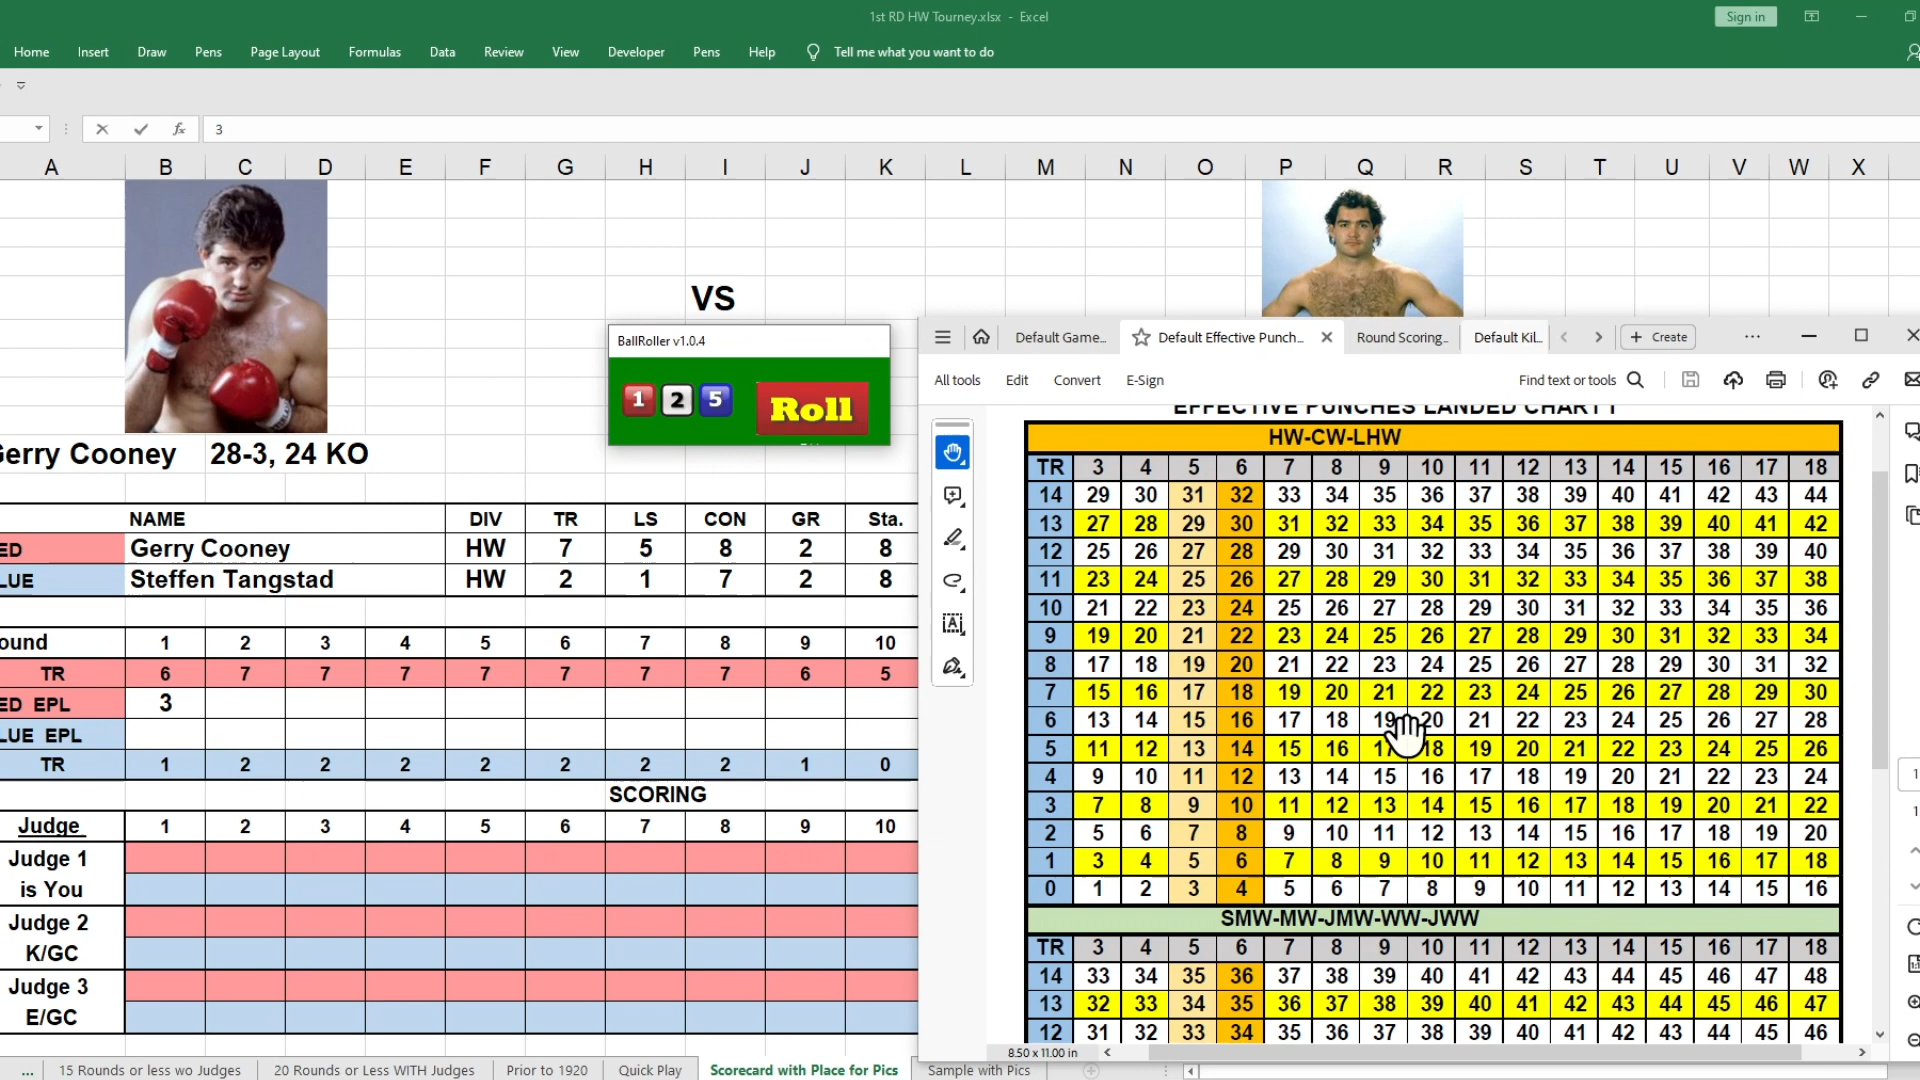 1st RD HW Tourney.xlsx - Excel
Sign in
Home Insert Draw Pens Page Layout Formulas Data Review View Developer Pens Help Tell me what you want to do
fx 3
A B C D E F G H I J K L M N O P Q R S T U V W X
VS
BallRoller v1.0.4
1 2 5 Roll
Gerry Cooney 28-3, 24 KO
NAME DIV TR LS CON GR Sta.
ED Gerry Cooney HW 7 5 8 2 8
LUE Steffen Tangstad HW 2 1 7 2 8
ound 1 2 3 4 5 6 7 8 9 10
TR 6 7 7 7 7 7 7 7 6 5
ED EPL 3
LUE EPL
TR 1 2 2 2 2 2 2 2 1 0
SCORING
Judge 1 2 3 4 5 6 7 8 9 10
Judge 1
is You
Judge 2
K/GC
Judge 3
E/GC
Default Game... Default Effective Punch... Round Scoring... Default Kil... + Create
All tools Edit Convert E-Sign Find text or tools
EFFECTIVE PUNCHES LANDED CHART 1
HW-CW-LHW
TR 3 4 5 6 7 8 9 10 11 12 13 14 15 16 17 18
14 29 30 31 32 33 34 35 36 37 38 39 40 41 42 43 44
13 27 28 29 30 31 32 33 34 35 36 37 38 39 40 41 42
12 25 26 27 28 29 30 31 32 33 34 35 36 37 38 39 40
11 23 24 25 26 27 28 29 30 31 32 33 34 35 36 37 38
10 21 22 23 24 25 26 27 28 29 30 31 32 33 34 35 36
9 19 20 21 22 23 24 25 26 27 28 29 30 31 32 33 34
8 17 18 19 20 21 22 23 24 25 26 27 28 29 30 31 32
7 15 16 17 18 19 20 21 22 23 24 25 26 27 28 29 30
6 13 14 15 16 17 18 19 20 21 22 23 24 25 26 27 28
5 11 12 13 14 15 16 17 18 19 20 21 22 23 24 25 26
4 9 10 11 12 13 14 15 16 17 18 19 20 21 22 23 24
3 7 8 9 10 11 12 13 14 15 16 17 18 19 20 21 22
2 5 6 7 8 9 10 11 12 13 14 15 16 17 18 19 20
1 3 4 5 6 7 8 9 10 11 12 13 14 15 16 17 18
0 1 2 3 4 5 6 7 8 9 10 11 12 13 14 15 16
SMW-MW-JMW-WW-JWW
TR 3 4 5 6 7 8 9 10 11 12 13 14 15 16 17 18
14 33 34 35 36 37 38 39 40 41 42 43 44 45 46 47 48
13 32 33 34 35 36 37 38 39 40 41 42 43 44 45 46 47
12 31 32 33 34 35 36 37 38 39 40 41 42 43 44 45 46
8.50 x 11.00 in
... 15 Rounds or less wo Judges 20 Rounds or Less WITH Judges Prior to 1920 Quick Play Scorecard with Place for Pics Sample with Pics